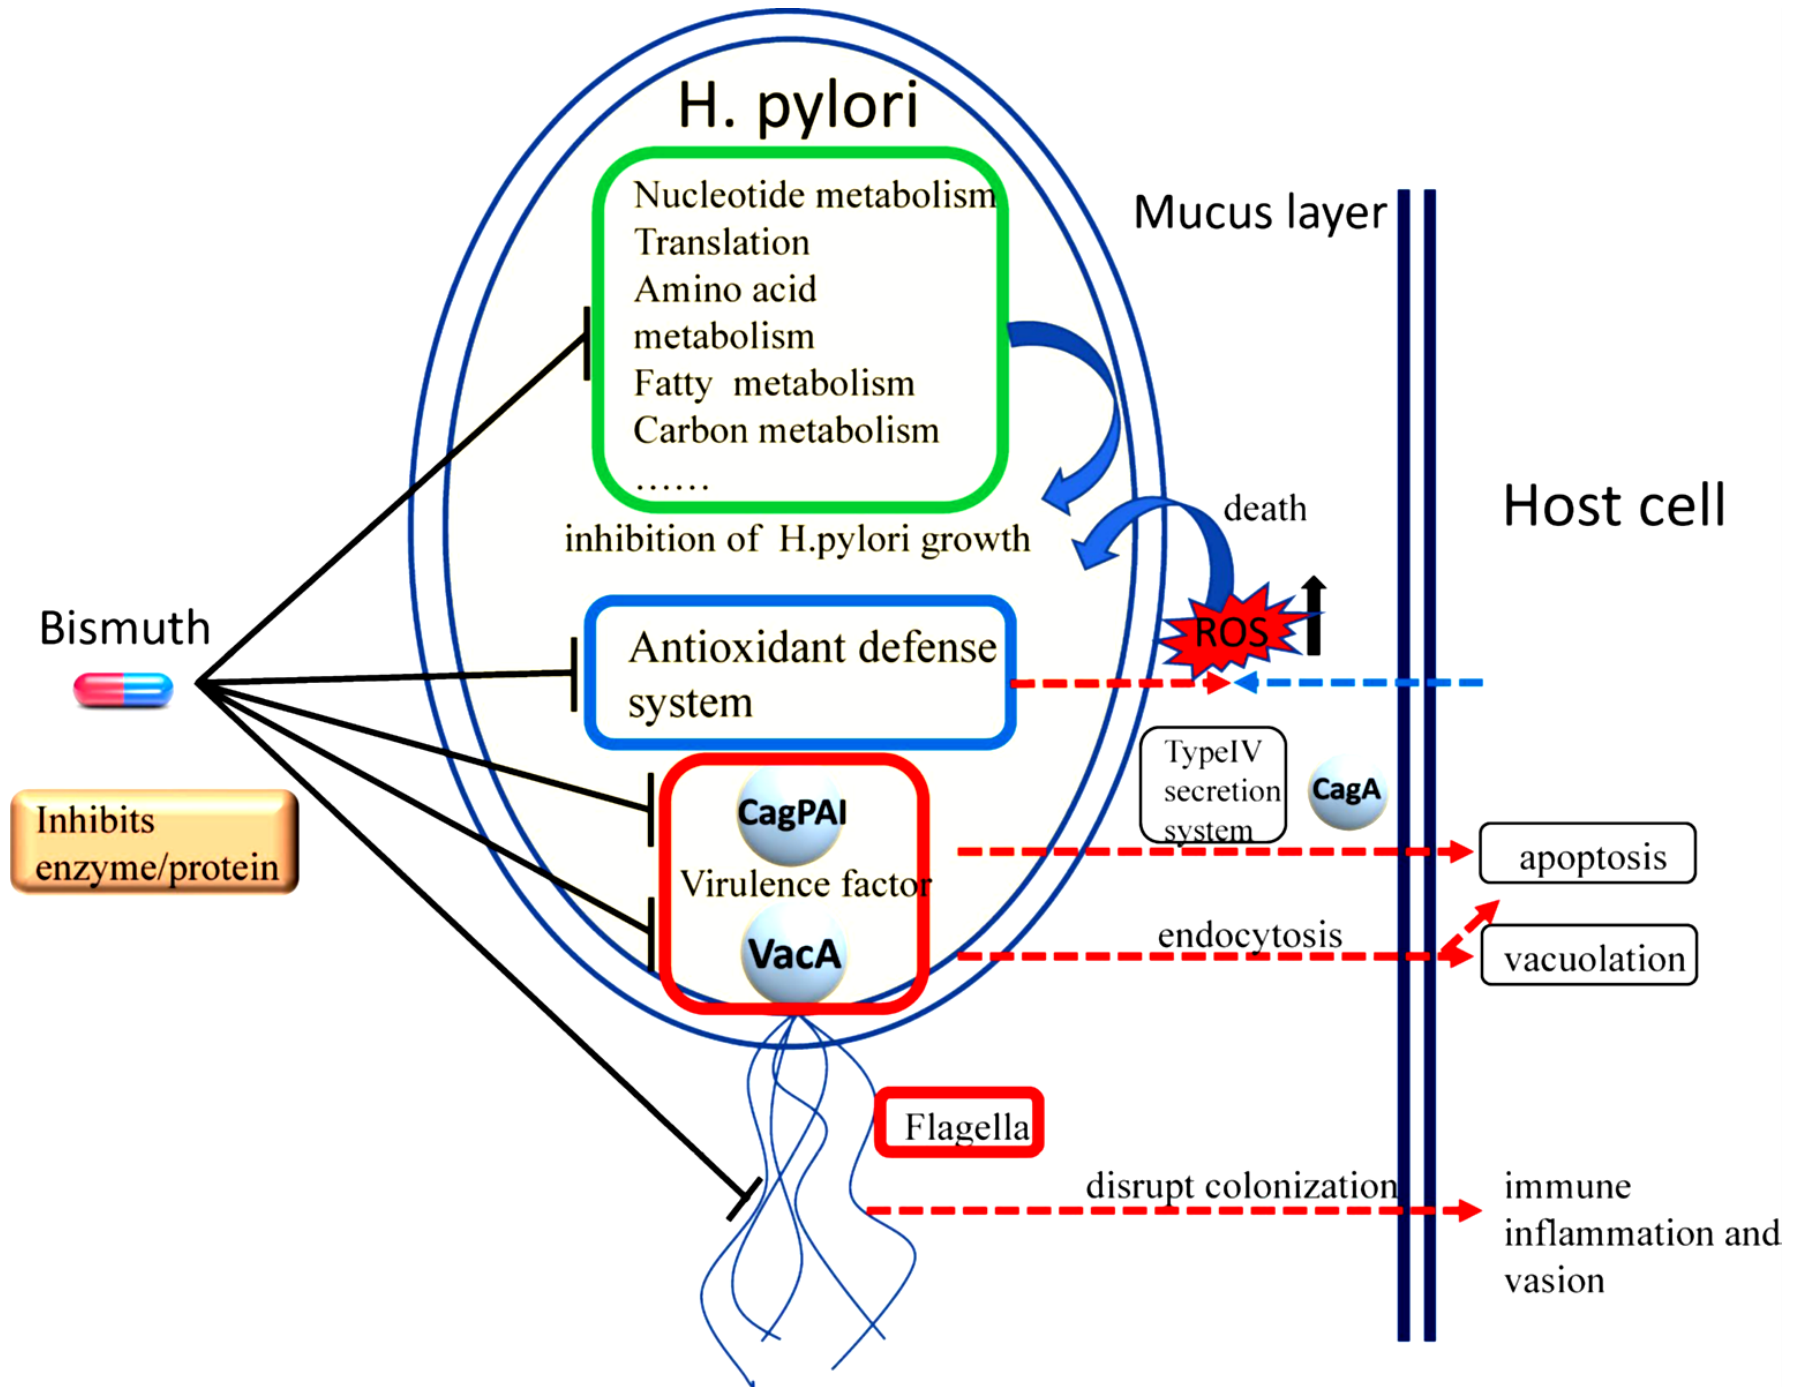 H. pylori
Nucleotide metabolism
Translation
Amino acid
metabolism
Fatty metabolism
Carbon metabolism
......
inhibition of H.pylori growth
Mucus layer
Host cell
death
ROS
Bismuth
Antioxidant defense
system
Inhibits
enzyme/protein
CagPAI
Virulence factor
VacA
TypeIV
secretion
system
CagA
apoptosis
endocytosis
vacuolation
Flagella
disrupt colonization
immune
inflammation and
vasion